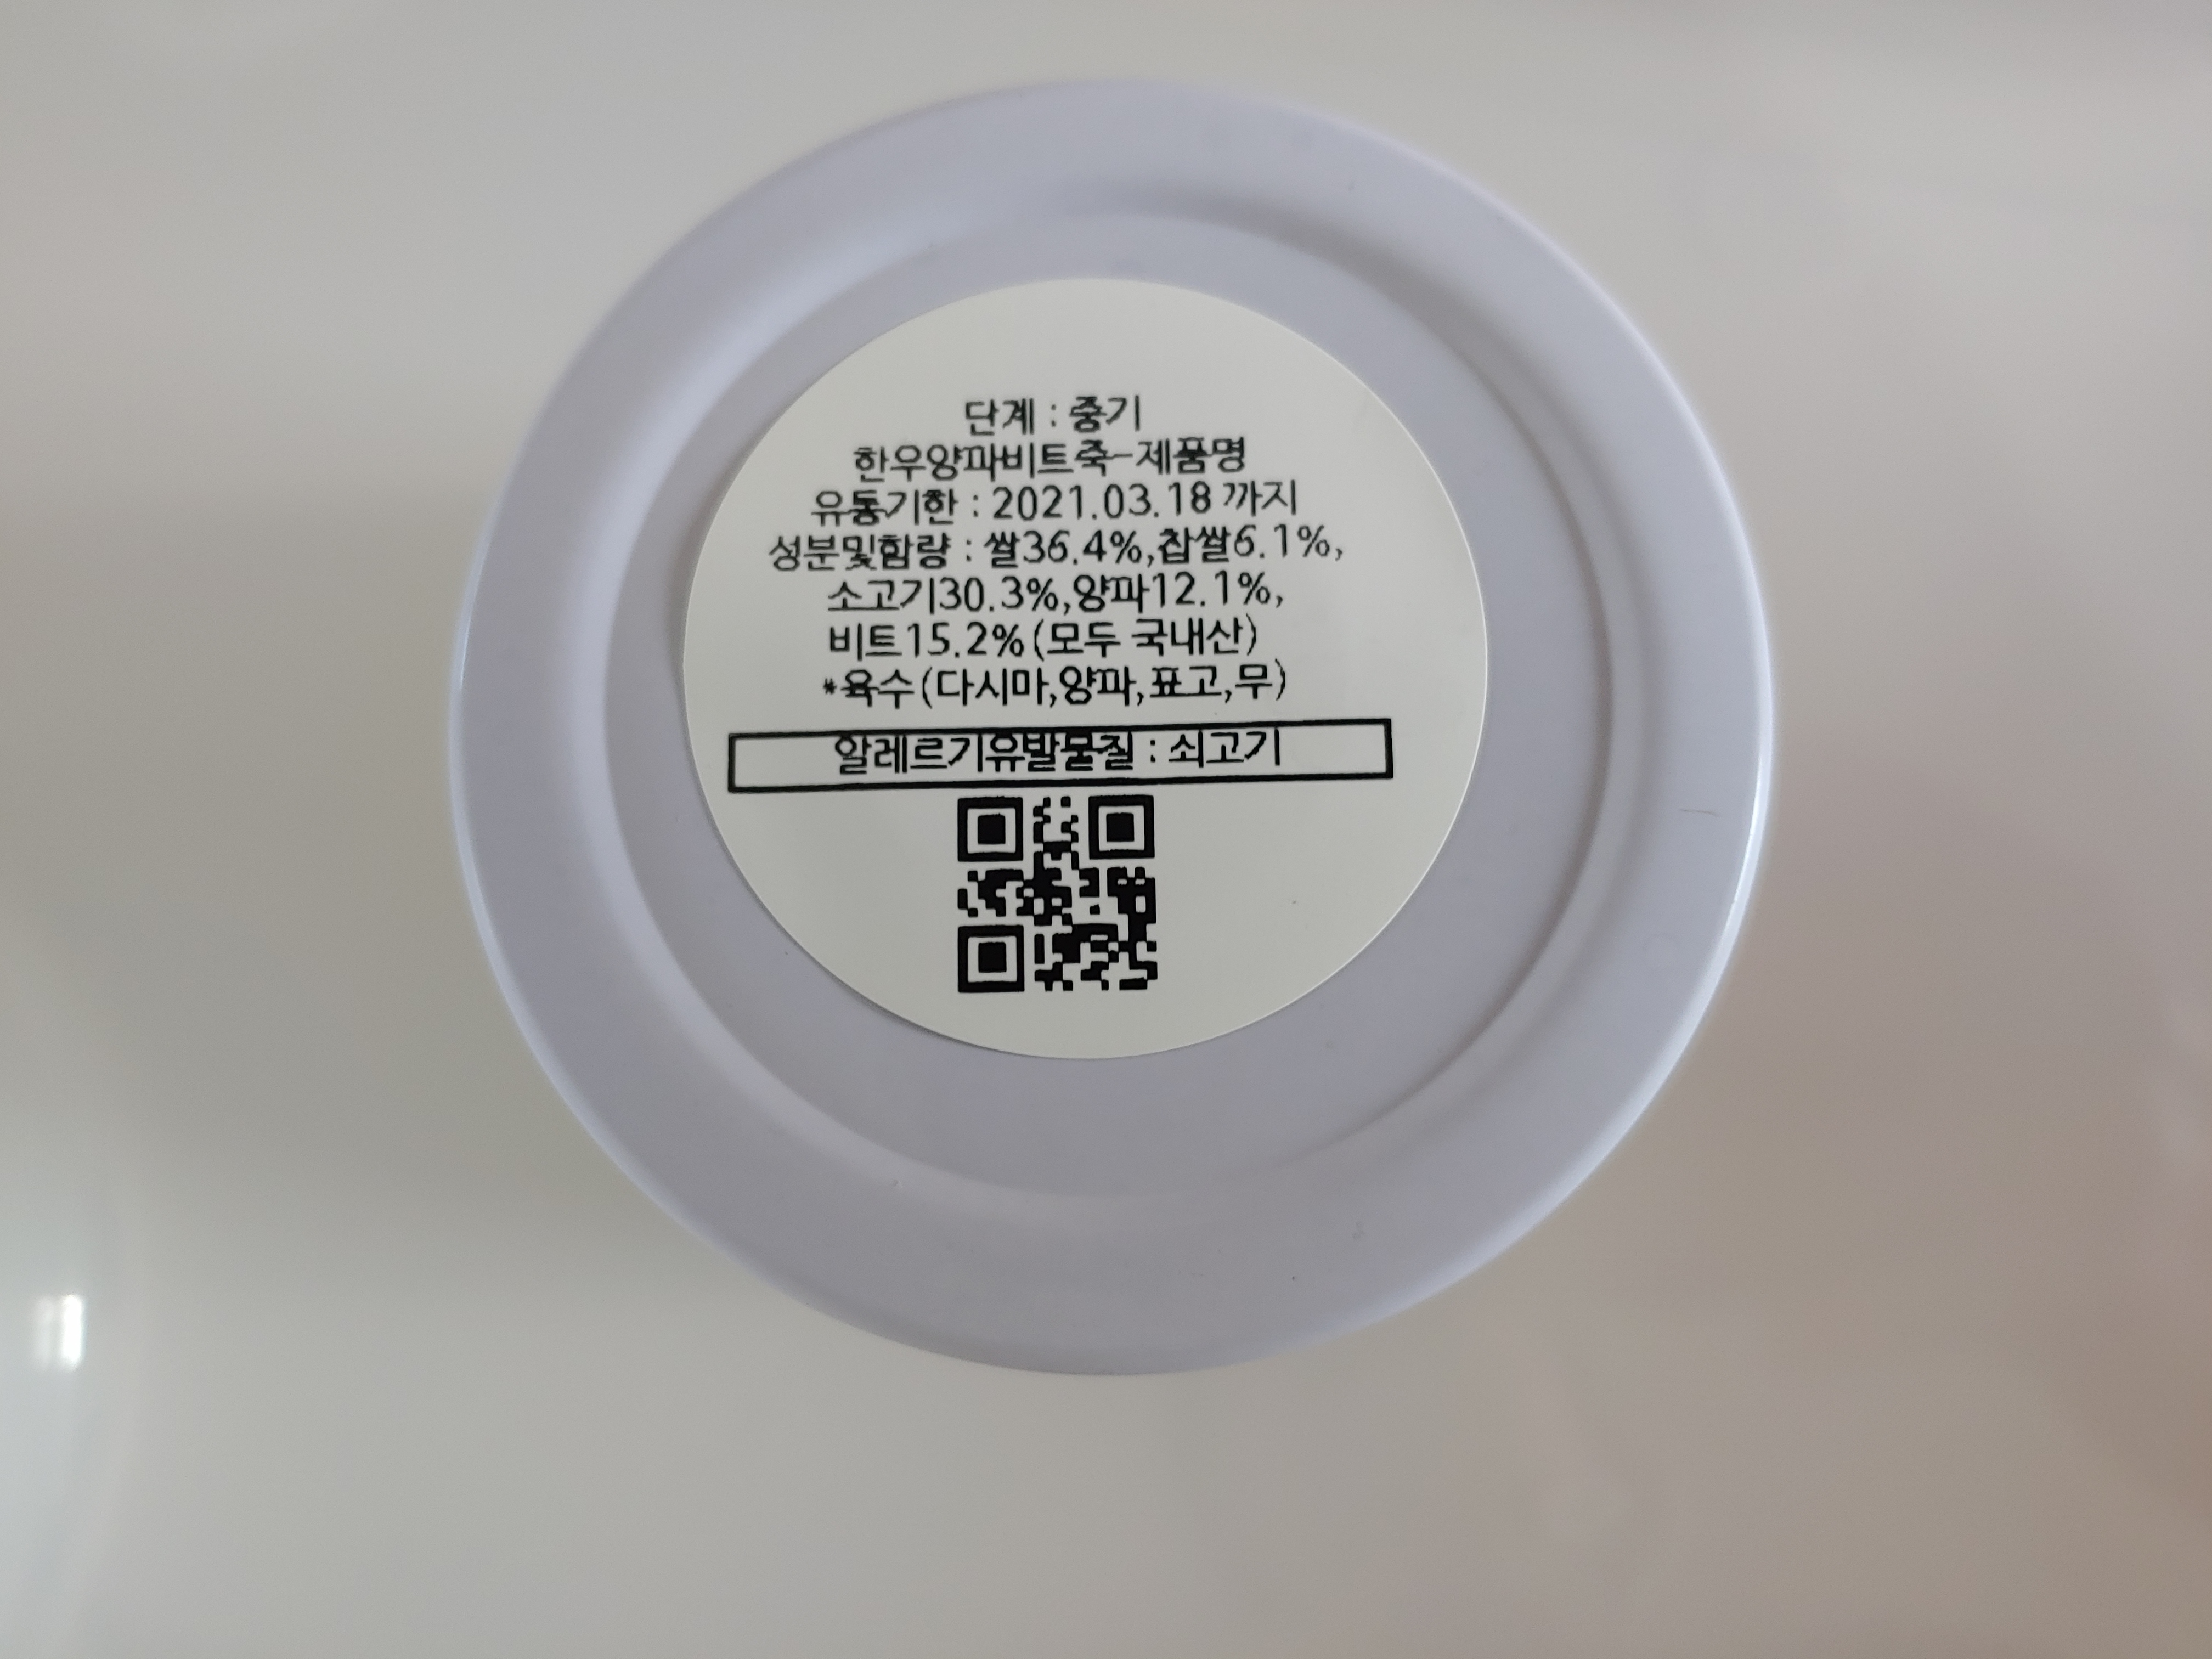 단계 : 중기
한우양파비트죽-제품명
유통기한 : 2021.03.18 까지
성분및함량 : 쌀36.4%,찹쌀6.1%,
소고기30.3%,양파12.1%,
비트15.2%(모두 국내산)
*육수(다시마,양파,표고,무)
알레르기유발물질 : 쇠고기